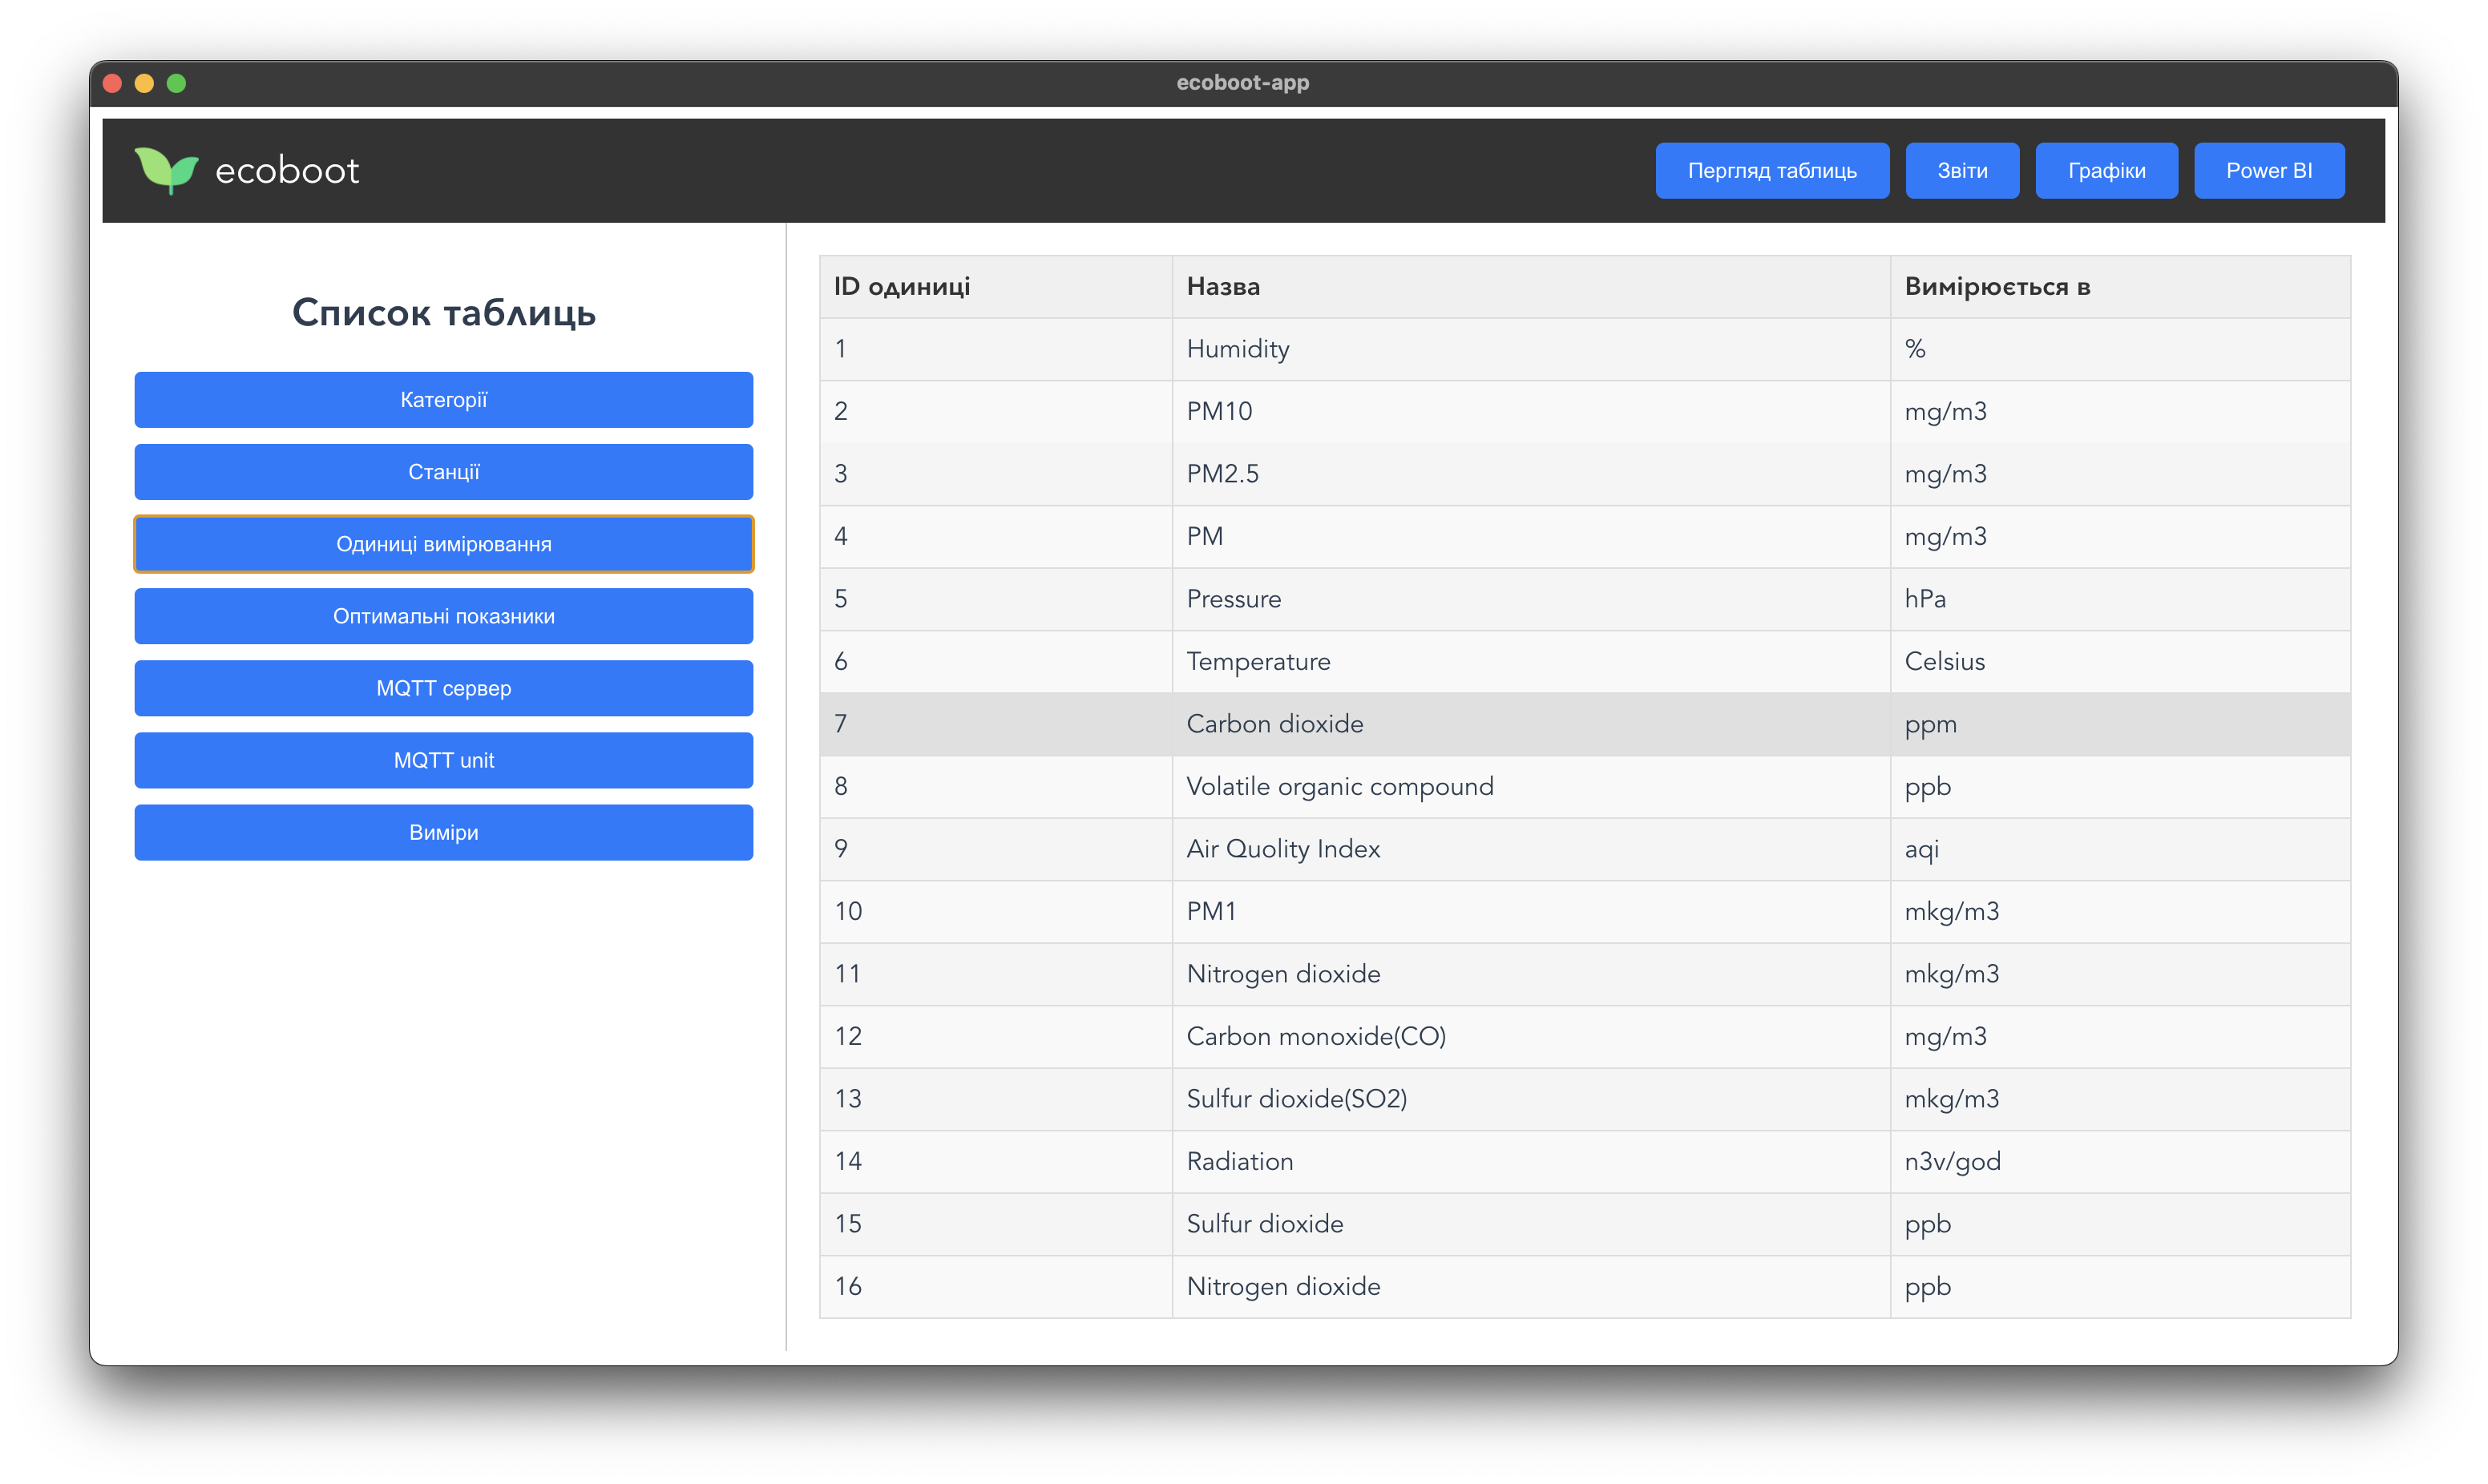 ecoboot-app
ecoboot
Пергляд таблиць
Звіти
Графіки
Power BI
Список таблиць
Категорії
Станції
Одиниці вимірювання
Оптимальні показники
MQTT сервер
MQTT unit
Виміри
ID одиниці Назва Вимірюється в
1 Humidity %
2 PM10 mg/m3
3 PM2.5 mg/m3
4 PM mg/m3
5 Pressure hPa
6 Temperature Celsius
7 Carbon dioxide ppm
8 Volatile organic compound ppb
9 Air Quolity Index aqi
10 PM1 mkg/m3
11 Nitrogen dioxide mkg/m3
12 Carbon monoxide(CO) mg/m3
13 Sulfur dioxide(SO2) mkg/m3
14 Radiation n3v/god
15 Sulfur dioxide ppb
16 Nitrogen dioxide ppb